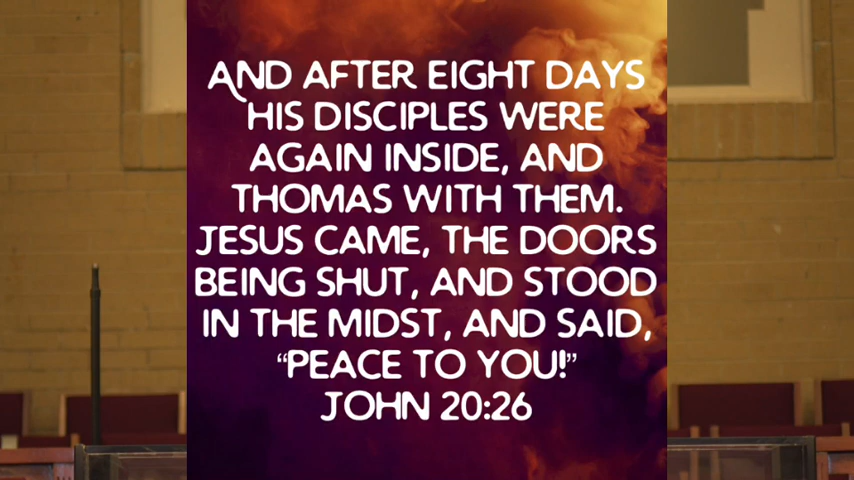 AND AFTER EIGHT DAYS
HIS DISCIPLES WERE
AGAIN INSIDE, AND
THOMAS WITH THEM.
JESUS CAME, THE DOORS
BEING SHUT, AND STOOD
IN THE MIDST, AND SAID,
“PEACE TO YOU!”
JOHN 20:26